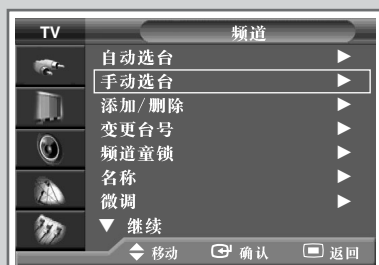 TV 频道
自动选台 ▶
手动选台 ▶
添加/删除 ▶
变更台号 ▶
频道童锁 ▶
名称 ▶
微调 ▶
▼ 继续
移动 确认 返回